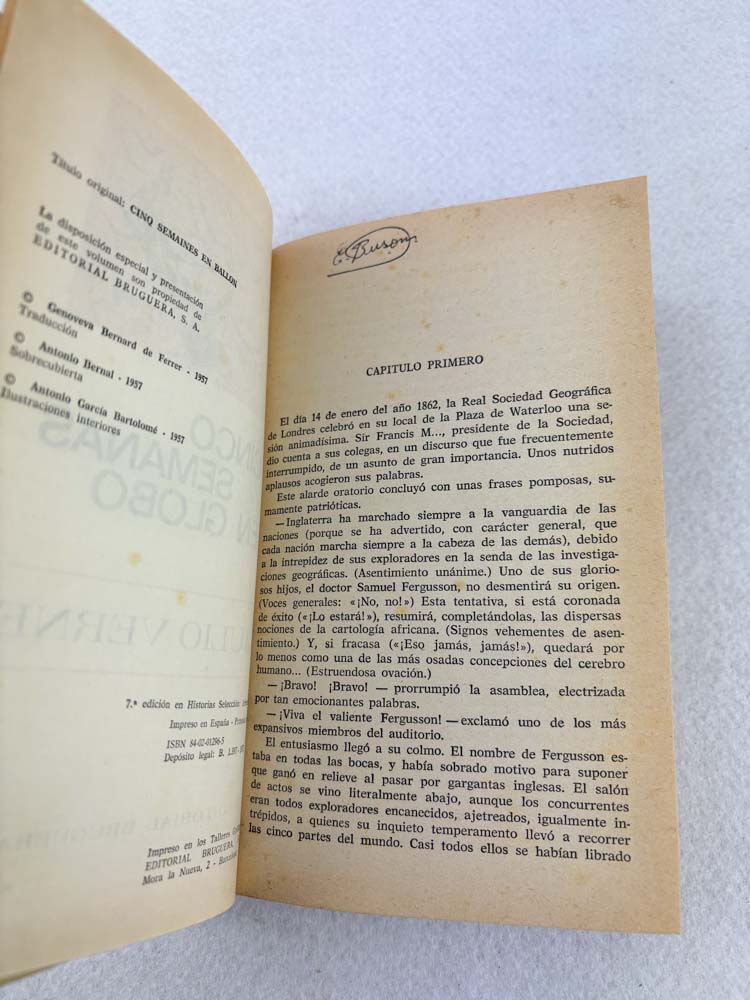 Título original: CINQ SEMAINES EN BALLON
La disposición especial y presentación
de este volumen son propiedad de
EDITORIAL BRUGUERA, S. A.
© Genoveva Bernard de Ferrer - 1957
Traducción
© Antonio Bernal - 1957
Sobrecubierta
© Antonio García Bartolomé - 1957
Ilustraciones interiores
7.ª edición en Historias Selección:
Impreso en España -
ISBN 84-02-01296-5
Depósito legal: B. 1.397 -
Impreso en los Talleres
EDITORIAL BRUGUERA,
Mora la Nueva, 2 - Barcelona
E. Buson
CAPITULO PRIMERO
El día 14 de enero del año 1862, la Real Sociedad Geográfica
de Londres celebró en su local de la Plaza de Waterloo una se-
sión animadísima. Sir Francis M..., presidente de la Sociedad,
dio cuenta a sus colegas, en un discurso que fue frecuentemente
interrumpido, de un asunto de gran importancia. Unos nutridos
aplausos acogieron sus palabras.
Este alarde oratorio concluyó con unas frases pomposas, su-
mamente patrióticas.
—Inglaterra ha marchado siempre a la vanguardia de las
naciones (porque se ha advertido, con carácter general, que
cada nación marcha siempre a la cabeza de las demás), debido
a la intrepidez de sus exploradores en la senda de las investiga-
ciones geográficas. (Asentimiento unánime.) Uno de sus glorio-
sos hijos, el doctor Samuel Fergusson, no desmentirá su origen.
(Voces generales: «¡No, no!») Esta tentativa, si está coronada
de éxito («¡Lo estará!»), resumirá, completándolas, las dispersas
nociones de la cartología africana. (Signos vehementes de asen-
timiento.) Y, si fracasa («¡Eso jamás, jamás!»), quedará por
lo menos como una de las más osadas concepciones del cerebro
humano... (Estruendosa ovación.)
— ¡Bravo! ¡Bravo! — prorrumpió la asamblea, electrizada
por tan emocionantes palabras.
— ¡Viva el valiente Fergusson! — exclamó uno de los más
expansivos miembros del auditorio.
El entusiasmo llegó a su colmo. El nombre de Fergusson es-
taba en todas las bocas, y había sobrado motivo para suponer
que ganó en relieve al pasar por gargantas inglesas. El salón
de actos se vino literalmente abajo, aunque los concurrentes
eran todos exploradores encanecidos, ajetreados, igualmente in-
trépidos, a quienes su inquieto temperamento llevó a recorrer
las cinco partes del mundo. Casi todos ellos se habían librado